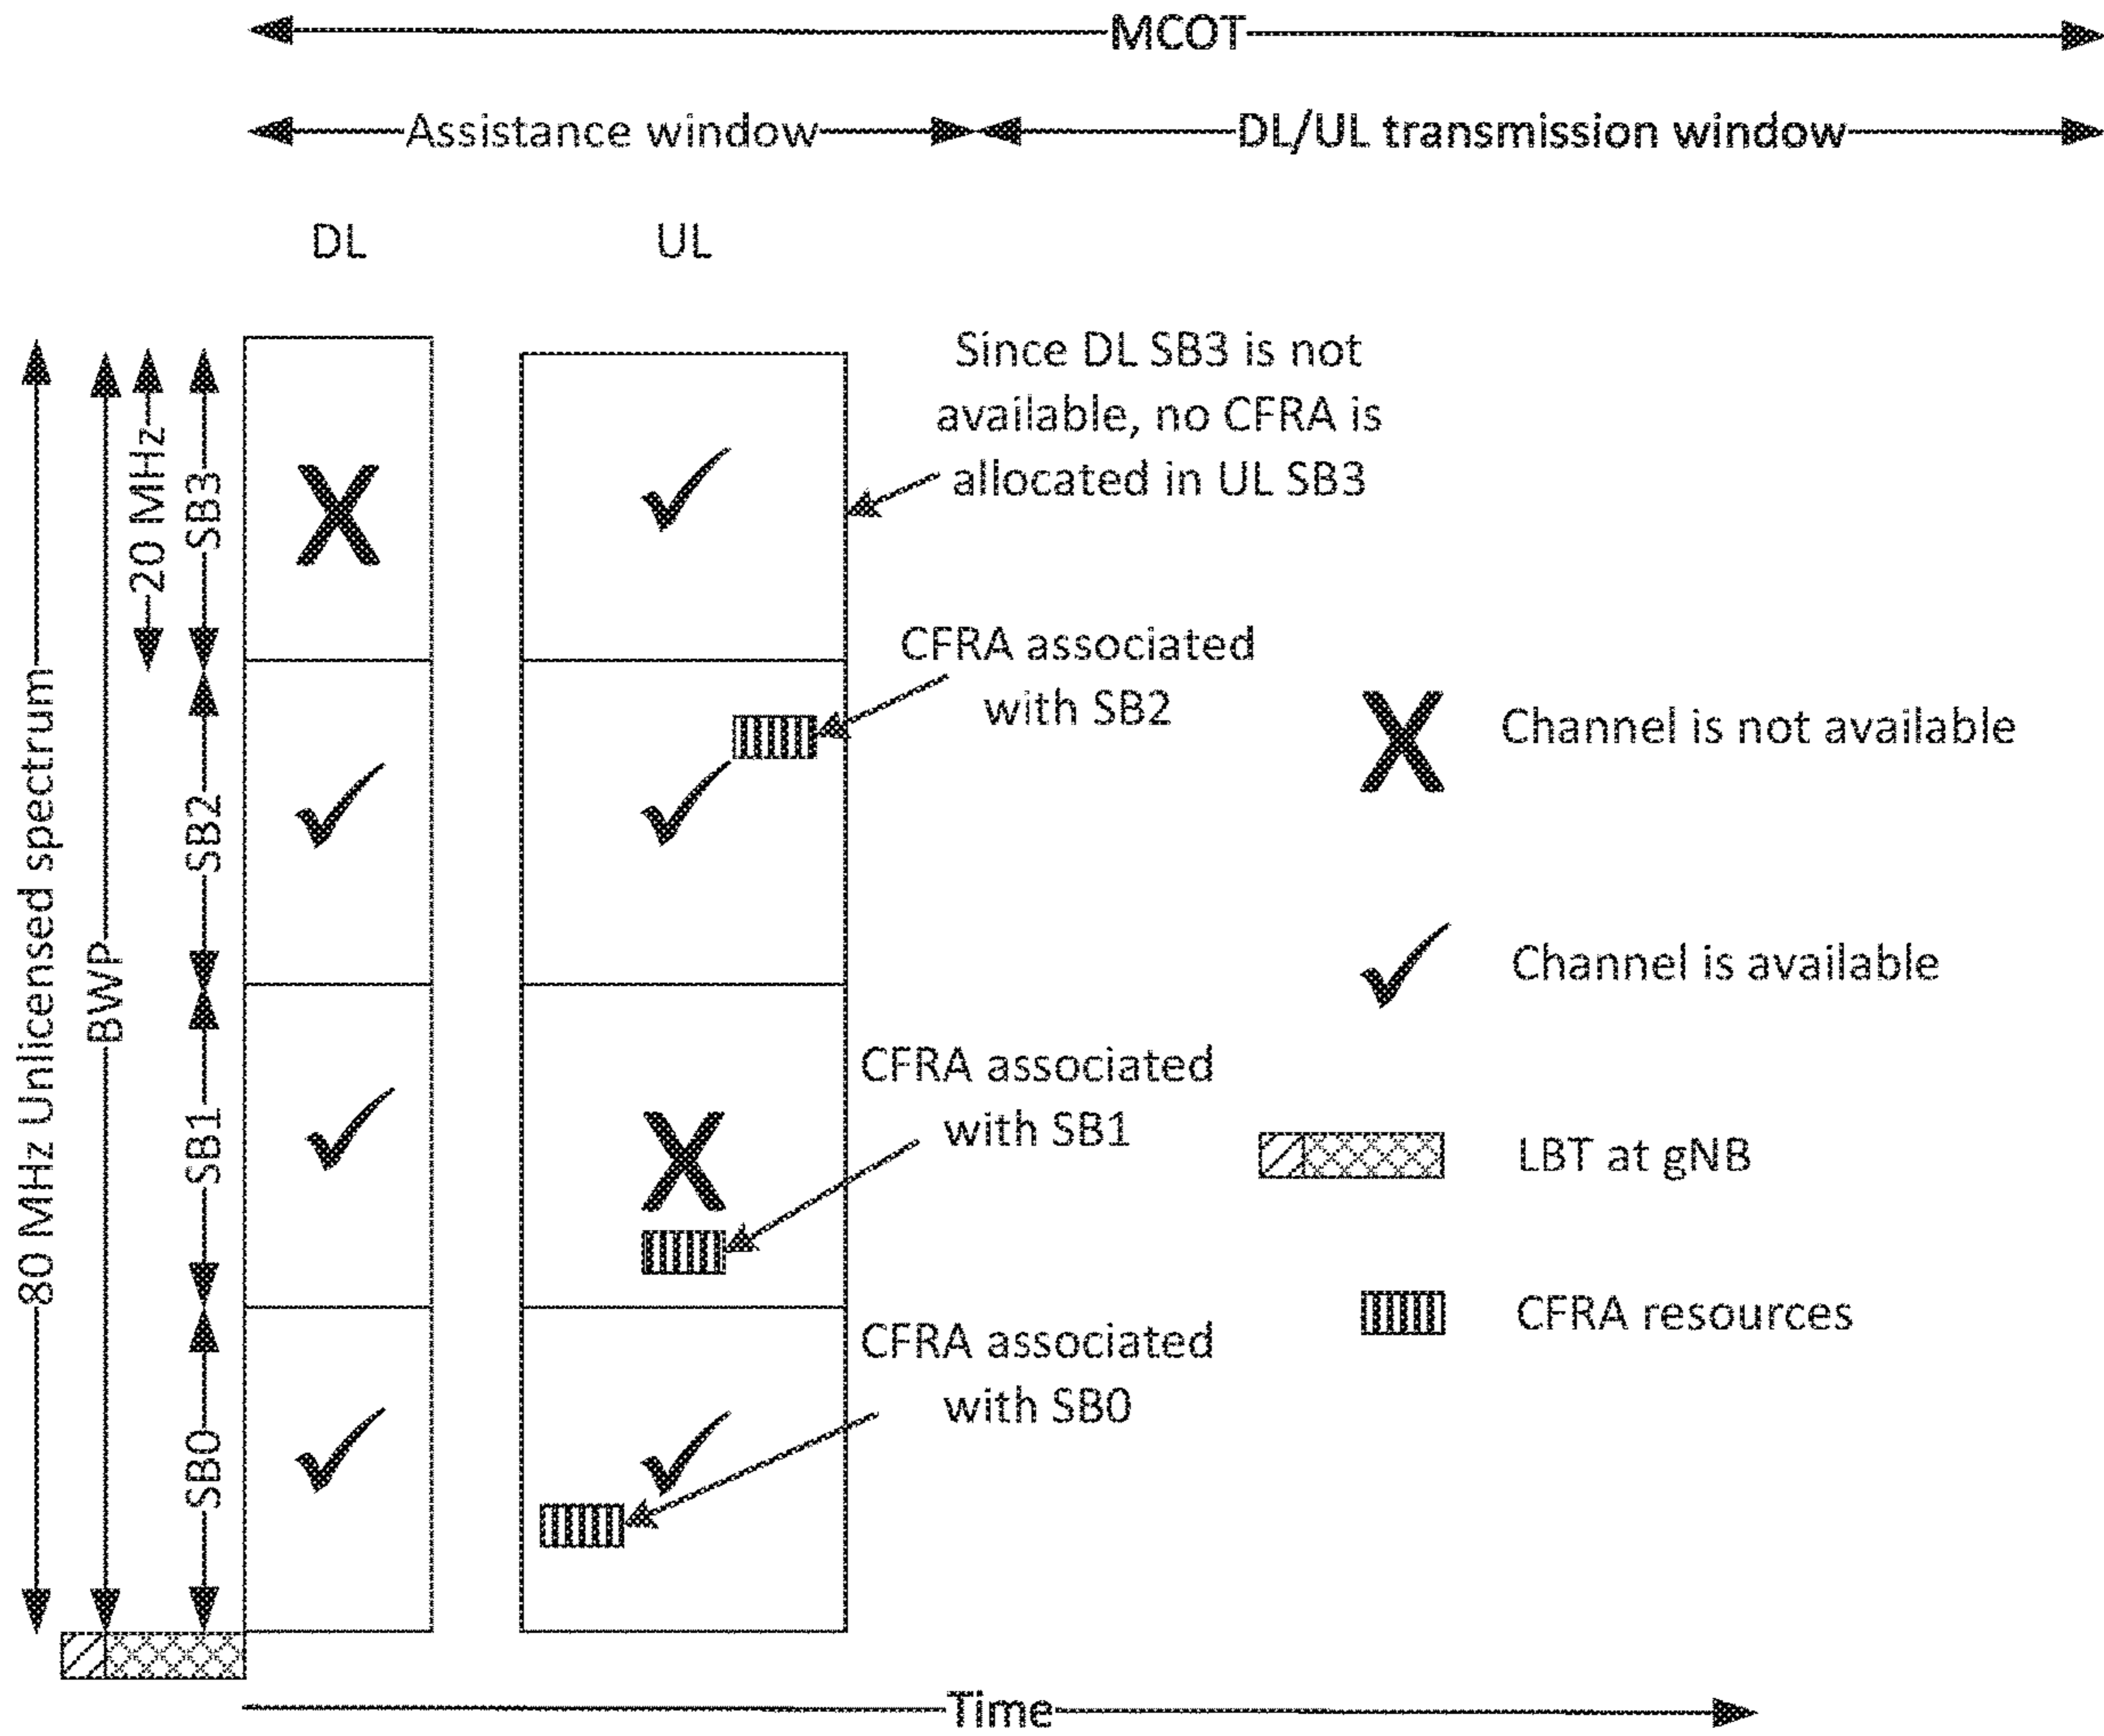 MCOT
Assistance window
DL/UL transmission window
DL
UL
80 MHz Unlicensed spectrum
BWP
20 MHz
SB3
SB2
SB1
SB0
Since DL SB3 is not
available, no CFRA is
allocated in UL SB3
CFRA associated
with SB2
CFRA associated
with SB1
CFRA associated
with SB0
Channel is not available
Channel is available
LBT at gNB
CFRA resources
Time